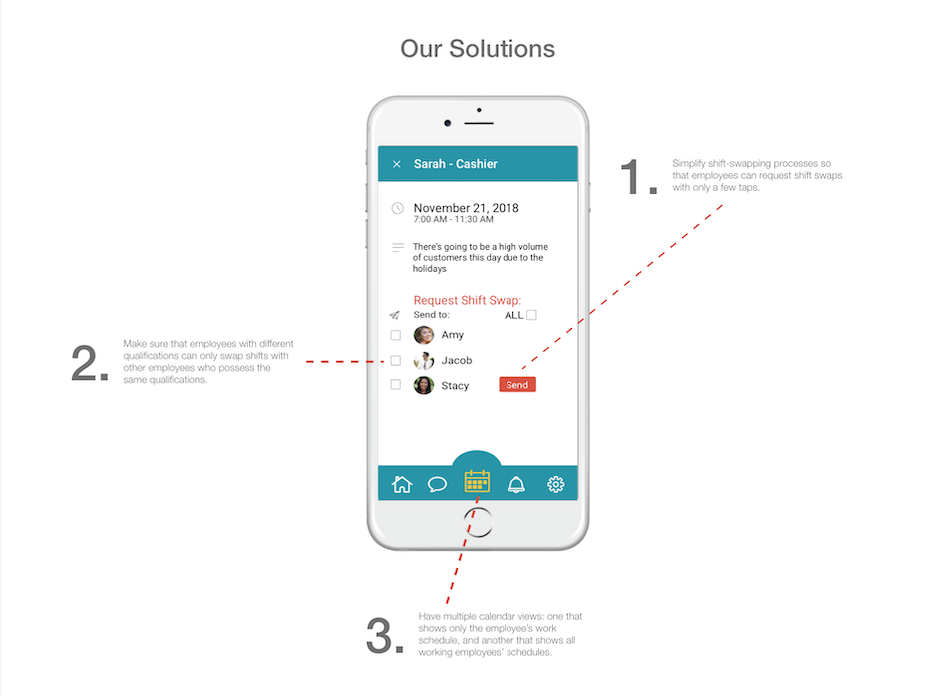 Our Solutions
Sarah - Cashier
November 21, 2018
7:00 AM - 11:30 AM
There's going to be a high volume
of customers this day due to the
holidays
Request Shift Swap:
Send to:
ALL
Amy
Jacob
Stacy
Send
1.
Simplify shift-swapping processes so
that employees can request shift swaps
with only a few taps.
2.
Make sure that employees with different
qualifications can only swap shifts with
other employees who possess the
same qualifications.
3.
Have multiple calendar views: one that
shows only the employee's work
schedule, and another that shows all
working employees' schedules.